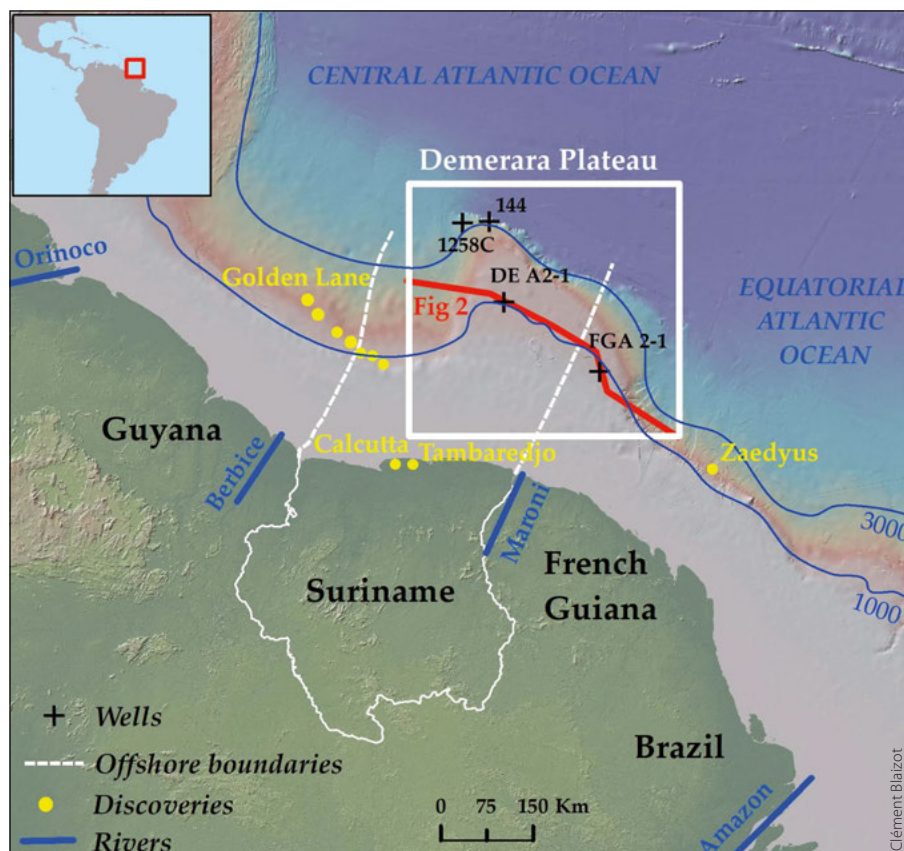 CENTRAL ATLANTIC OCEAN
Demerara Plateau
144
1258C
Orinoco
Golden Lane
DE A2-1
Fig 2
EQUATORIAL
ATLANTIC
OCEAN
FGA 2-1
Guyana
Calcutta
Tambaredjo
Zaedyus
Berbice
Maroni
3000
French
Guiana
Suriname
1000
Wells
Brazil
Offshore boundaries
Discoveries
0 75 150 Km
Rivers
Amazon
Clément Blaizot